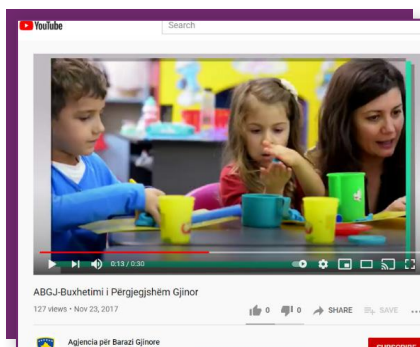 YouTube
Search
0:13 / 0:30
ABGJ-Buxhetimi i Përgjegjshëm Gjinor
127 views • Nov 23, 2017
0
0
SHARE
SAVE
Agjencia për Barazi Gjinore
SUBSCRIBE